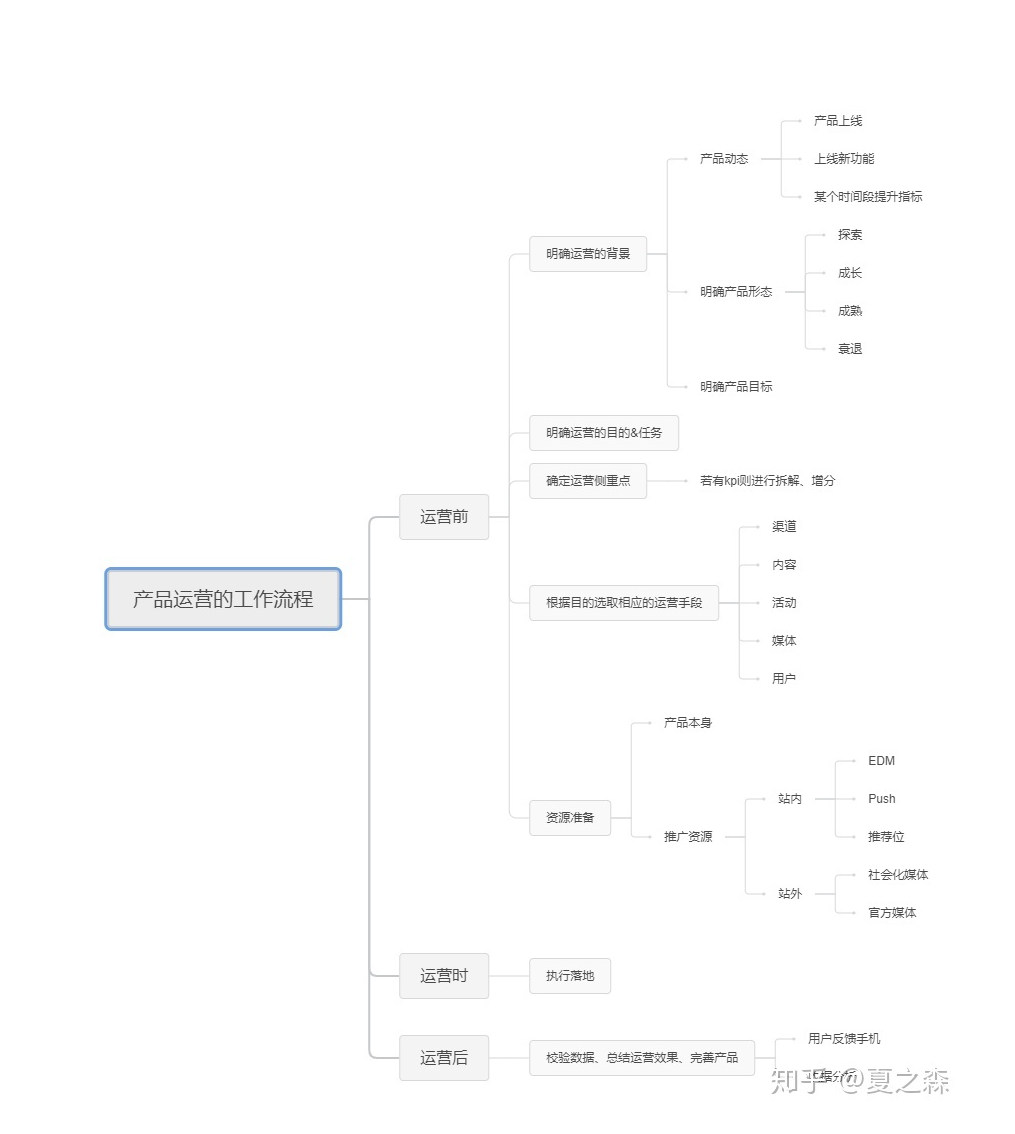 产品运营的工作流程
运营前
明确运营的背景
产品动态
产品上线
上线新功能
某个时间段提升指标
明确产品形态
探索
成长
成熟
衰退
明确产品目标
明确运营的目的&任务
确定运营侧重点
若有kpi则进行拆解、增分
根据目的选取相应的运营手段
渠道
内容
活动
媒体
用户
资源准备
产品本身
推广资源
站内
EDM
Push
推荐位
站外
社会化媒体
官方媒体
运营时
执行落地
运营后
校验数据、总结运营效果、完善产品
用户反馈手机
知乎 @夏之森